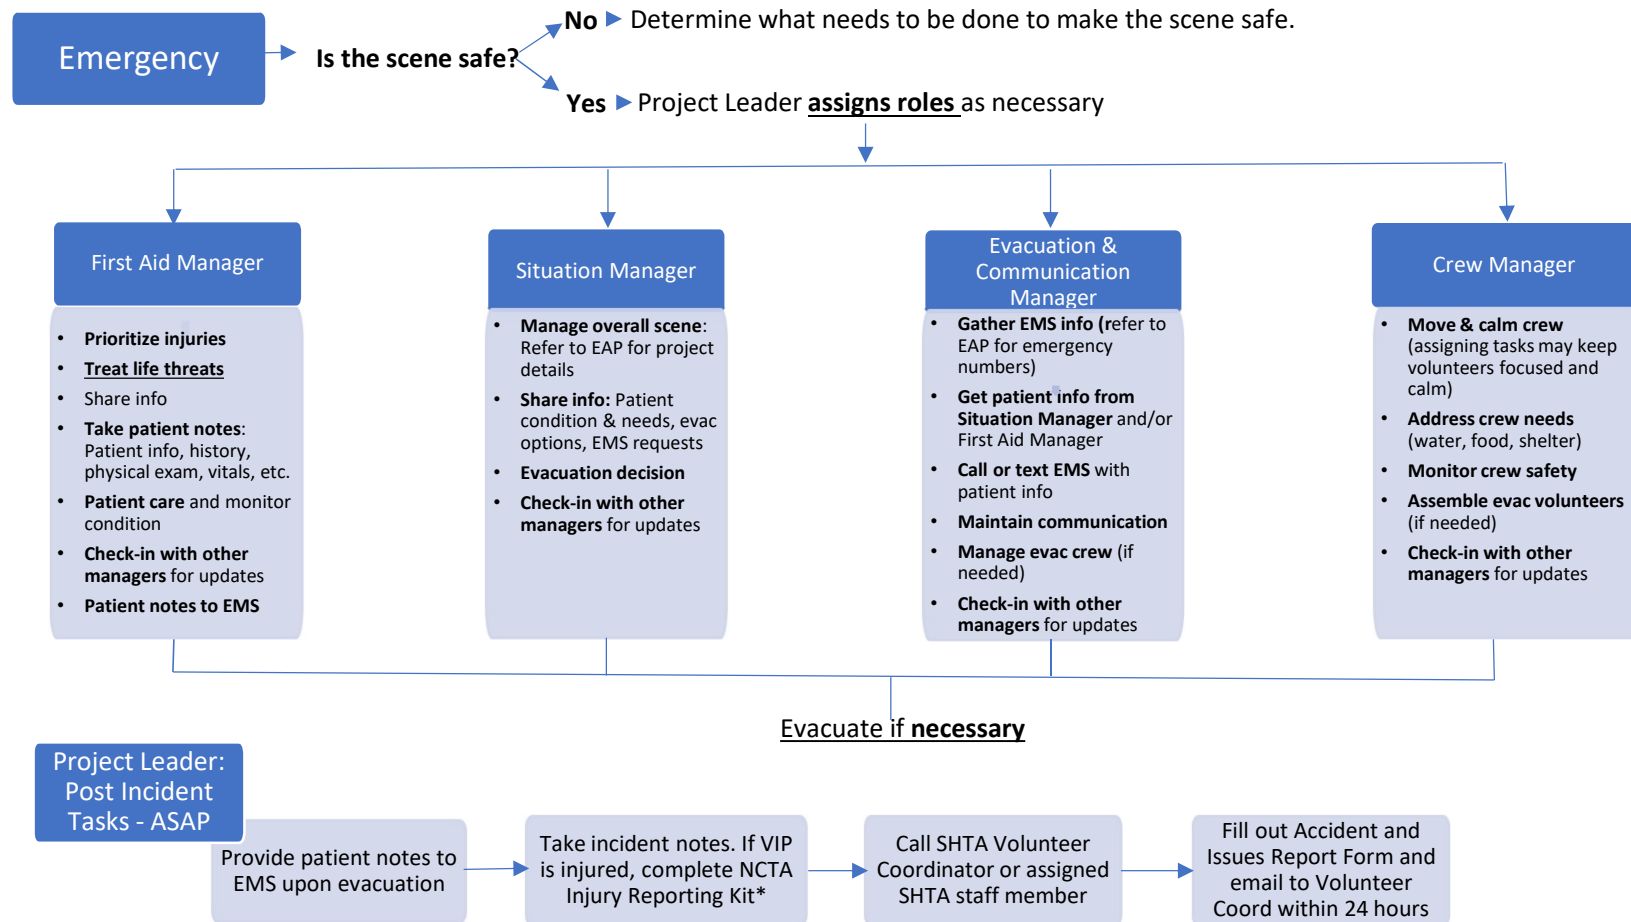 Emergency
Is the scene safe?
No
Determine what needs to be done to make the scene safe.
Yes
Project Leader assigns roles as necessary
First Aid Manager
• Prioritize injuries
• Treat life threats
• Share info
• Take patient notes:
Patient info, history,
physical exam, vitals, etc.
• Patient care and monitor
condition
• Check-in with other
managers for updates
• Patient notes to EMS
Situation Manager
• Manage overall scene:
Refer to EAP for project
details
• Share info: Patient
condition & needs, evac
options, EMS requests
• Evacuation decision
• Check-in with other
managers for updates
Evacuation &
Communication
Manager
• Gather EMS info (refer to
EAP for emergency
numbers)
• Get patient info from
Situation Manager and/or
First Aid Manager
• Call or text EMS with
patient info
• Maintain communication
• Manage evac crew (if
needed)
• Check-in with other
managers for updates
Crew Manager
• Move & calm crew
(assigning tasks may keep
volunteers focused and
calm)
• Address crew needs
(water, food, shelter)
• Monitor crew safety
• Assemble evac volunteers
(if needed)
• Check-in with other
managers for updates
Evacuate if necessary
Project Leader:
Post Incident
Tasks - ASAP
Provide patient notes to
EMS upon evacuation
Take incident notes. If VIP
is injured, complete NCTA
Injury Reporting Kit*
Call SHTA Volunteer
Coordinator or assigned
SHTA staff member
Fill out Accident and
Issues Report Form and
email to Volunteer
Coord within 24 hours